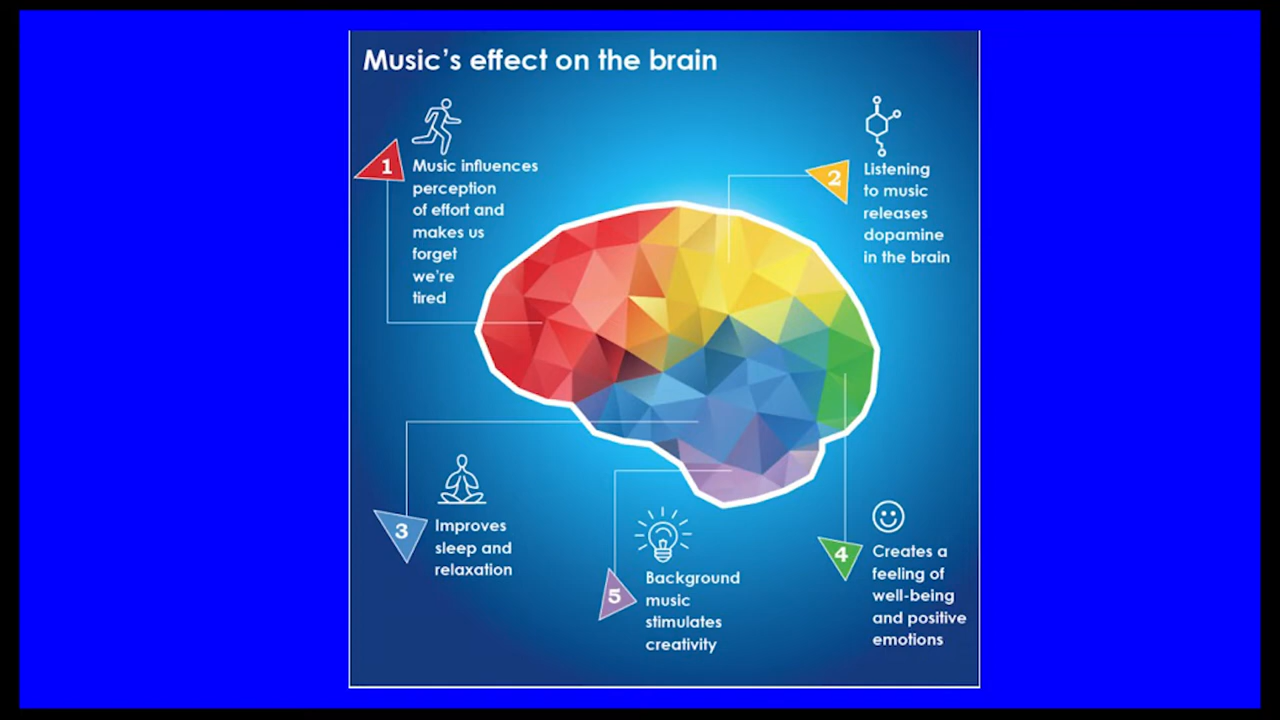 Music's effect on the brain
1
Music influences
perception
of effort and
makes us
forget
we're
tired
2
Listening
to music
releases
dopamine
in the brain
3
Improves
sleep and
relaxation
4
Creates a
feeling of
well-being
and positive
emotions
5
Background
music
stimulates
creativity